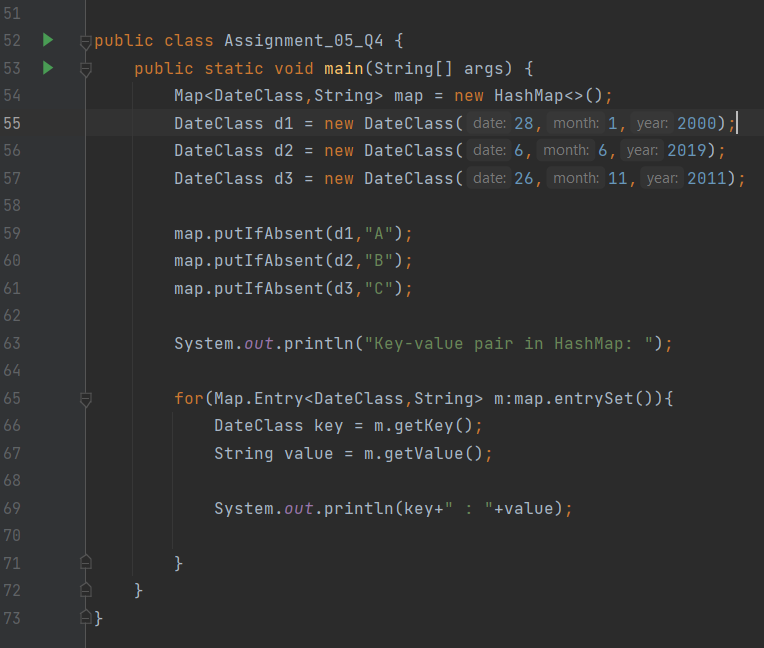 51
52 public class Assignment_05_Q4 {
53 public static void main(String[] args) {
54 Map<DateClass,String> map = new HashMap<>();
55 DateClass d1 = new DateClass( date: 28, month: 1, year: 2000);
56 DateClass d2 = new DateClass( date: 6, month: 6, year: 2019);
57 DateClass d3 = new DateClass( date: 26, month: 11, year: 2011);
58
59 map.putIfAbsent(d1,"A");
60 map.putIfAbsent(d2,"B");
61 map.putIfAbsent(d3,"C");
62
63 System.out.println("Key-value pair in HashMap: ");
64
65 for(Map.Entry<DateClass,String> m:map.entrySet()){
66 DateClass key = m.getKey();
67 String value = m.getValue();
68
69 System.out.println(key+" : "+value);
70
71 }
72 }
73 }